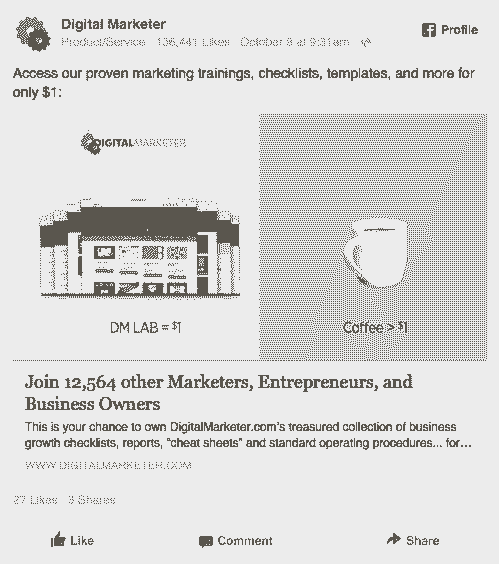 Digital Marketer
Product/Service · 136,441 Likes · October 8 at 9:31am ·
Profile
Access our proven marketing trainings, checklists, templates, and more for
only $1:
DIGITALMARKETER
DM LAB = $1
Coffee > $1
Join 12,564 other Marketers, Entrepreneurs, and
Business Owners
This is your chance to own DigitalMarketer.com's treasured collection of business
growth checklists, reports, "cheat sheets" and standard operating procedures... for...
WWW.DIGITALMARKETER.COM
27 Likes · 3 Shares
Like
Comment
Share